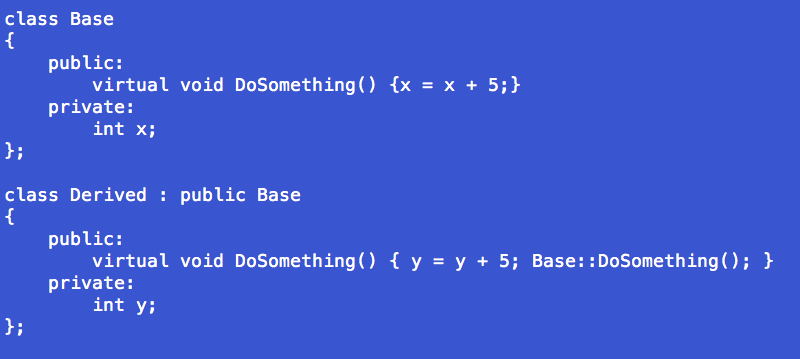 class Base
{
    public:
        virtual void DoSomething() {x = x + 5;}
    private:
        int x;
};

class Derived : public Base
{
    public:
        virtual void DoSomething() { y = y + 5; Base::DoSomething(); }
    private:
        int y;
};